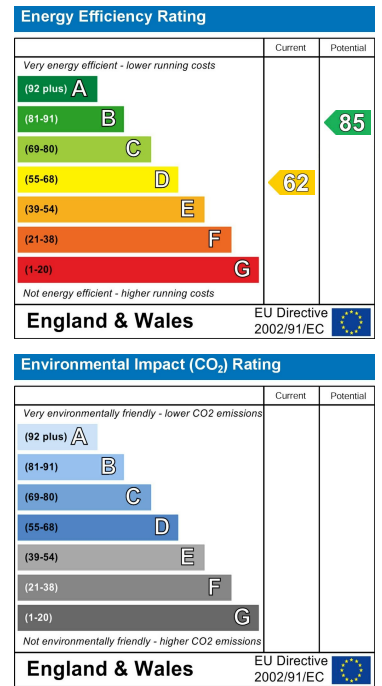 Energy Efficiency Rating
Current Potential
Very energy efficient - lower running costs
(92 plus) A
(81-91) B
(69-80) C
(55-68) D
(39-54) E
(21-38) F
(1-20) G
62
85
Not energy efficient - higher running costs
England & Wales
EU Directive
2002/91/EC
Environmental Impact (CO₂) Rating
Current Potential
Very environmentally friendly - lower CO2 emissions
(92 plus) A
(81-91) B
(69-80) C
(55-68) D
(39-54) E
(21-38) F
(1-20) G
Not environmentally friendly - higher CO2 emissions
England & Wales
EU Directive
2002/91/EC